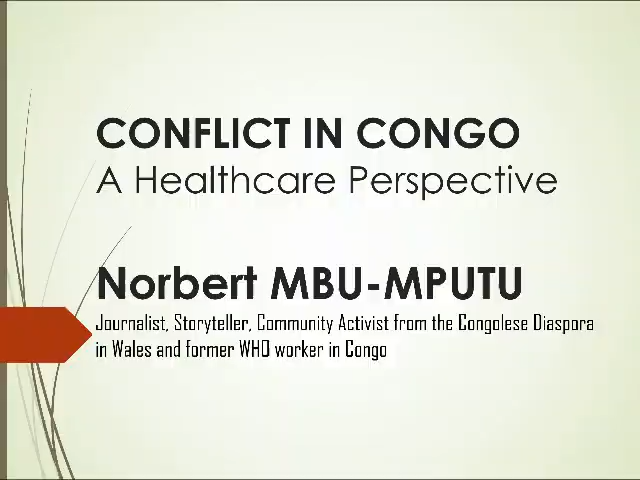 CONFLICT IN CONGO
A Healthcare Perspective
Norbert MBU-MPUTU
Journalist, Storyteller, Community Activist from the Congolese Diaspora
in Wales and former WHO worker in Congo